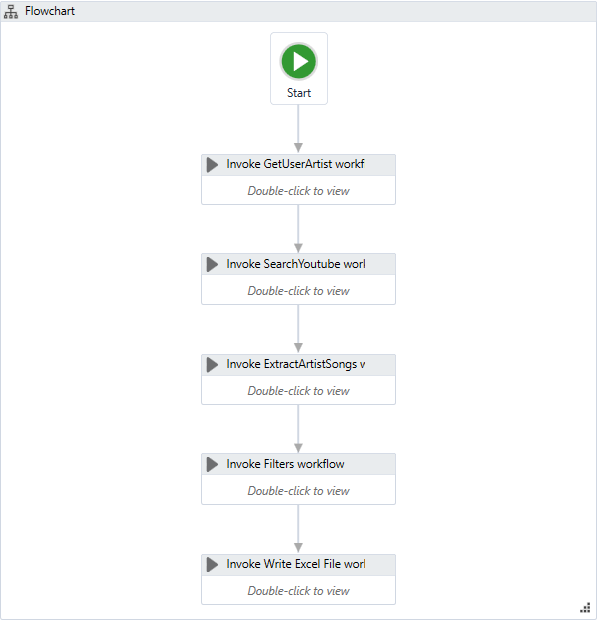 Flowchart
Start
Invoke GetUserArtist workf
Double-click to view
Invoke SearchYoutube worl
Double-click to view
Invoke ExtractArtistSongs v
Double-click to view
Invoke Filters workflow
Double-click to view
Invoke Write Excel File worl
Double-click to view